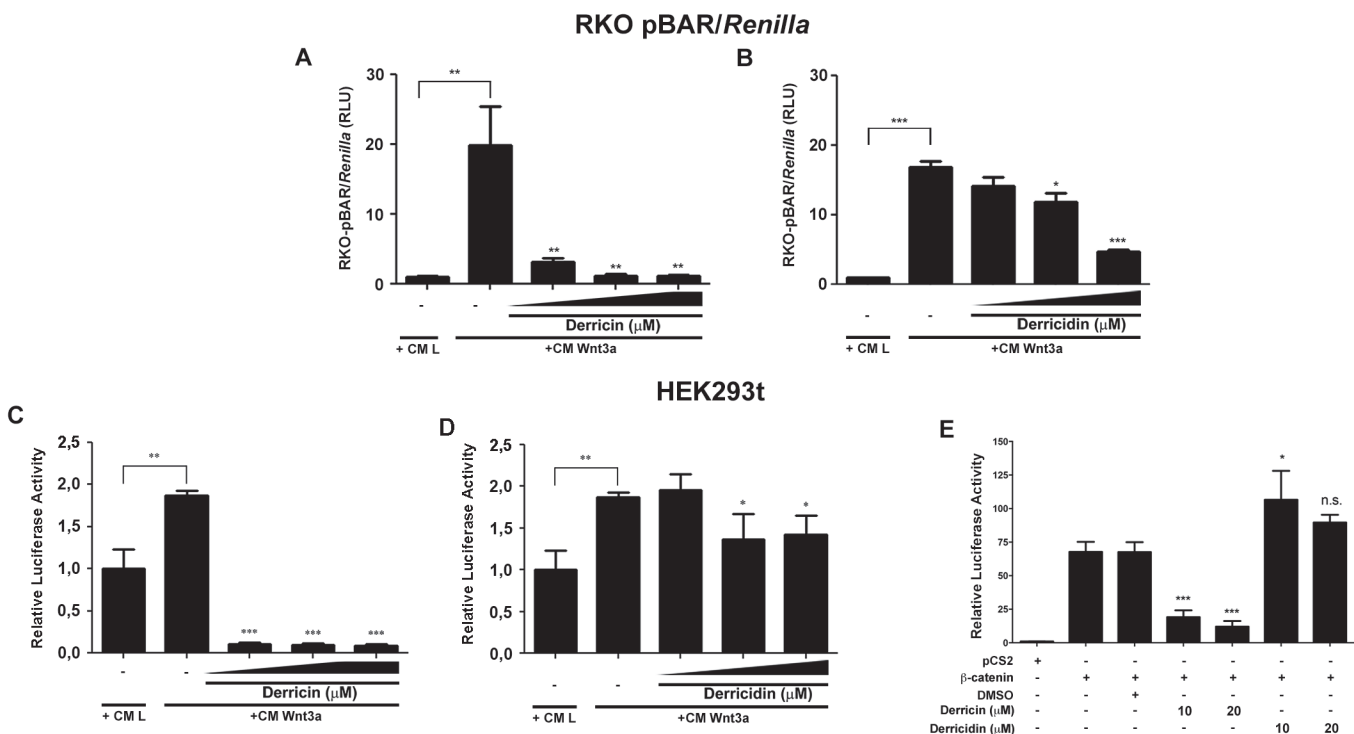 RKO pBAR/Renilla
A
RKO-pBAR/Renilla (RLU)
30
20
10
0
**
**
**
**
- -
Derricin (μM)
+ CM L +CM Wnt3a
B
RKO-pBAR/Renilla (RLU)
30
20
10
0
***
*
***
- -
Derricidin (μM)
+ CM L +CM Wnt3a
HEK293t
C
Relative Luciferase Activity
2,5
2,0
1,5
1,0
0,5
0,0
**
***
***
***
- -
Derricin (μM)
+ CM L +CM Wnt3a
D
Relative Luciferase Activity
2,5
2,0
1,5
1,0
0,5
0,0
**
*
*
- -
Derricidin (μM)
+ CM L +CM Wnt3a
E
Relative Luciferase Activity
150
125
100
75
50
25
0
***
***
*
n.s.
pCS2 + - - - - - -
β-catenin - + + + + + +
DMSO - - + - - - -
Derricin (μM) - - - 10 20 - -
Derricidin (μM) - - - - - 10 20